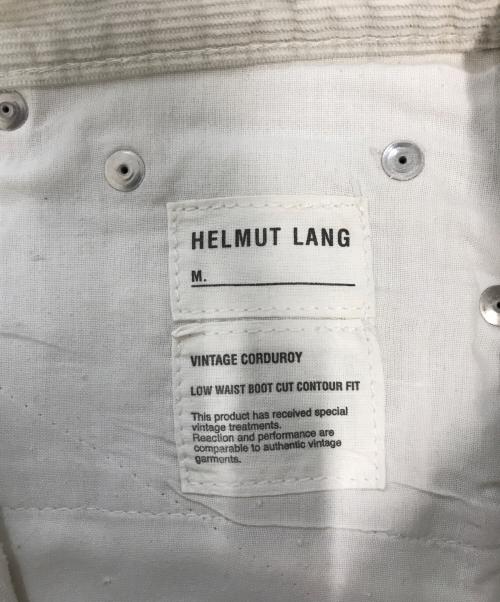 HELMUT LANG
M.
VINTAGE CORDUROY
LOW WAIST BOOT CUT CONTOUR FIT
This product has received special
vintage treatments.
Reaction and performance are
comparable to authentic vintage
garments.